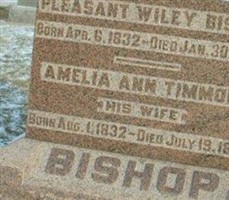 PLEASANT WILEY BIS
BORN APR. 6, 1832-DIED JAN. 30
AMELIA ANN TIMMO
HIS WIFE
BORN AUG. 1, 1832-DIED JULY 19, 18
BISHOP